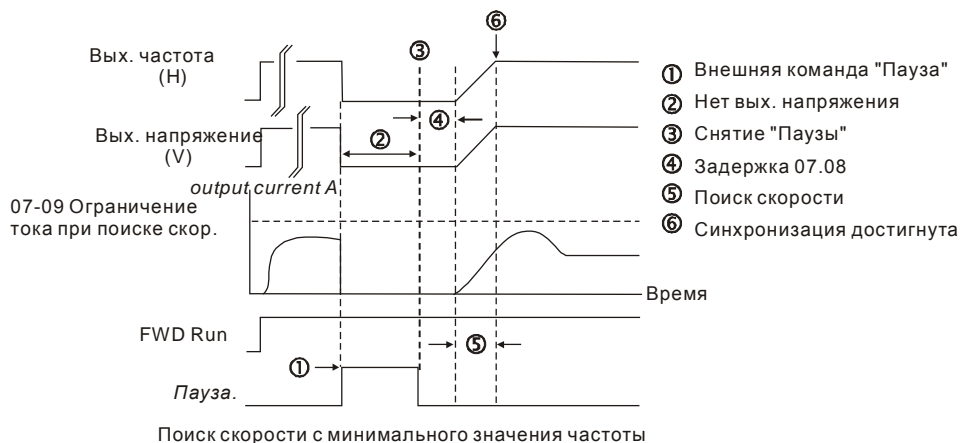 ⑥
Вых. частота
(H)
③
④
Вых. напряжение
(V)
②
output current A
07-09 Ограничение
тока при поиске скор.
Время
FWD Run
⑤
①
Пауза.
① Внешняя команда "Пауза"
② Нет вых. напряжения
③ Снятие "Паузы"
④ Задержка 07.08
⑤ Поиск скорости
⑥ Синхронизация достигнута
Поиск скорости с минимального значения частоты